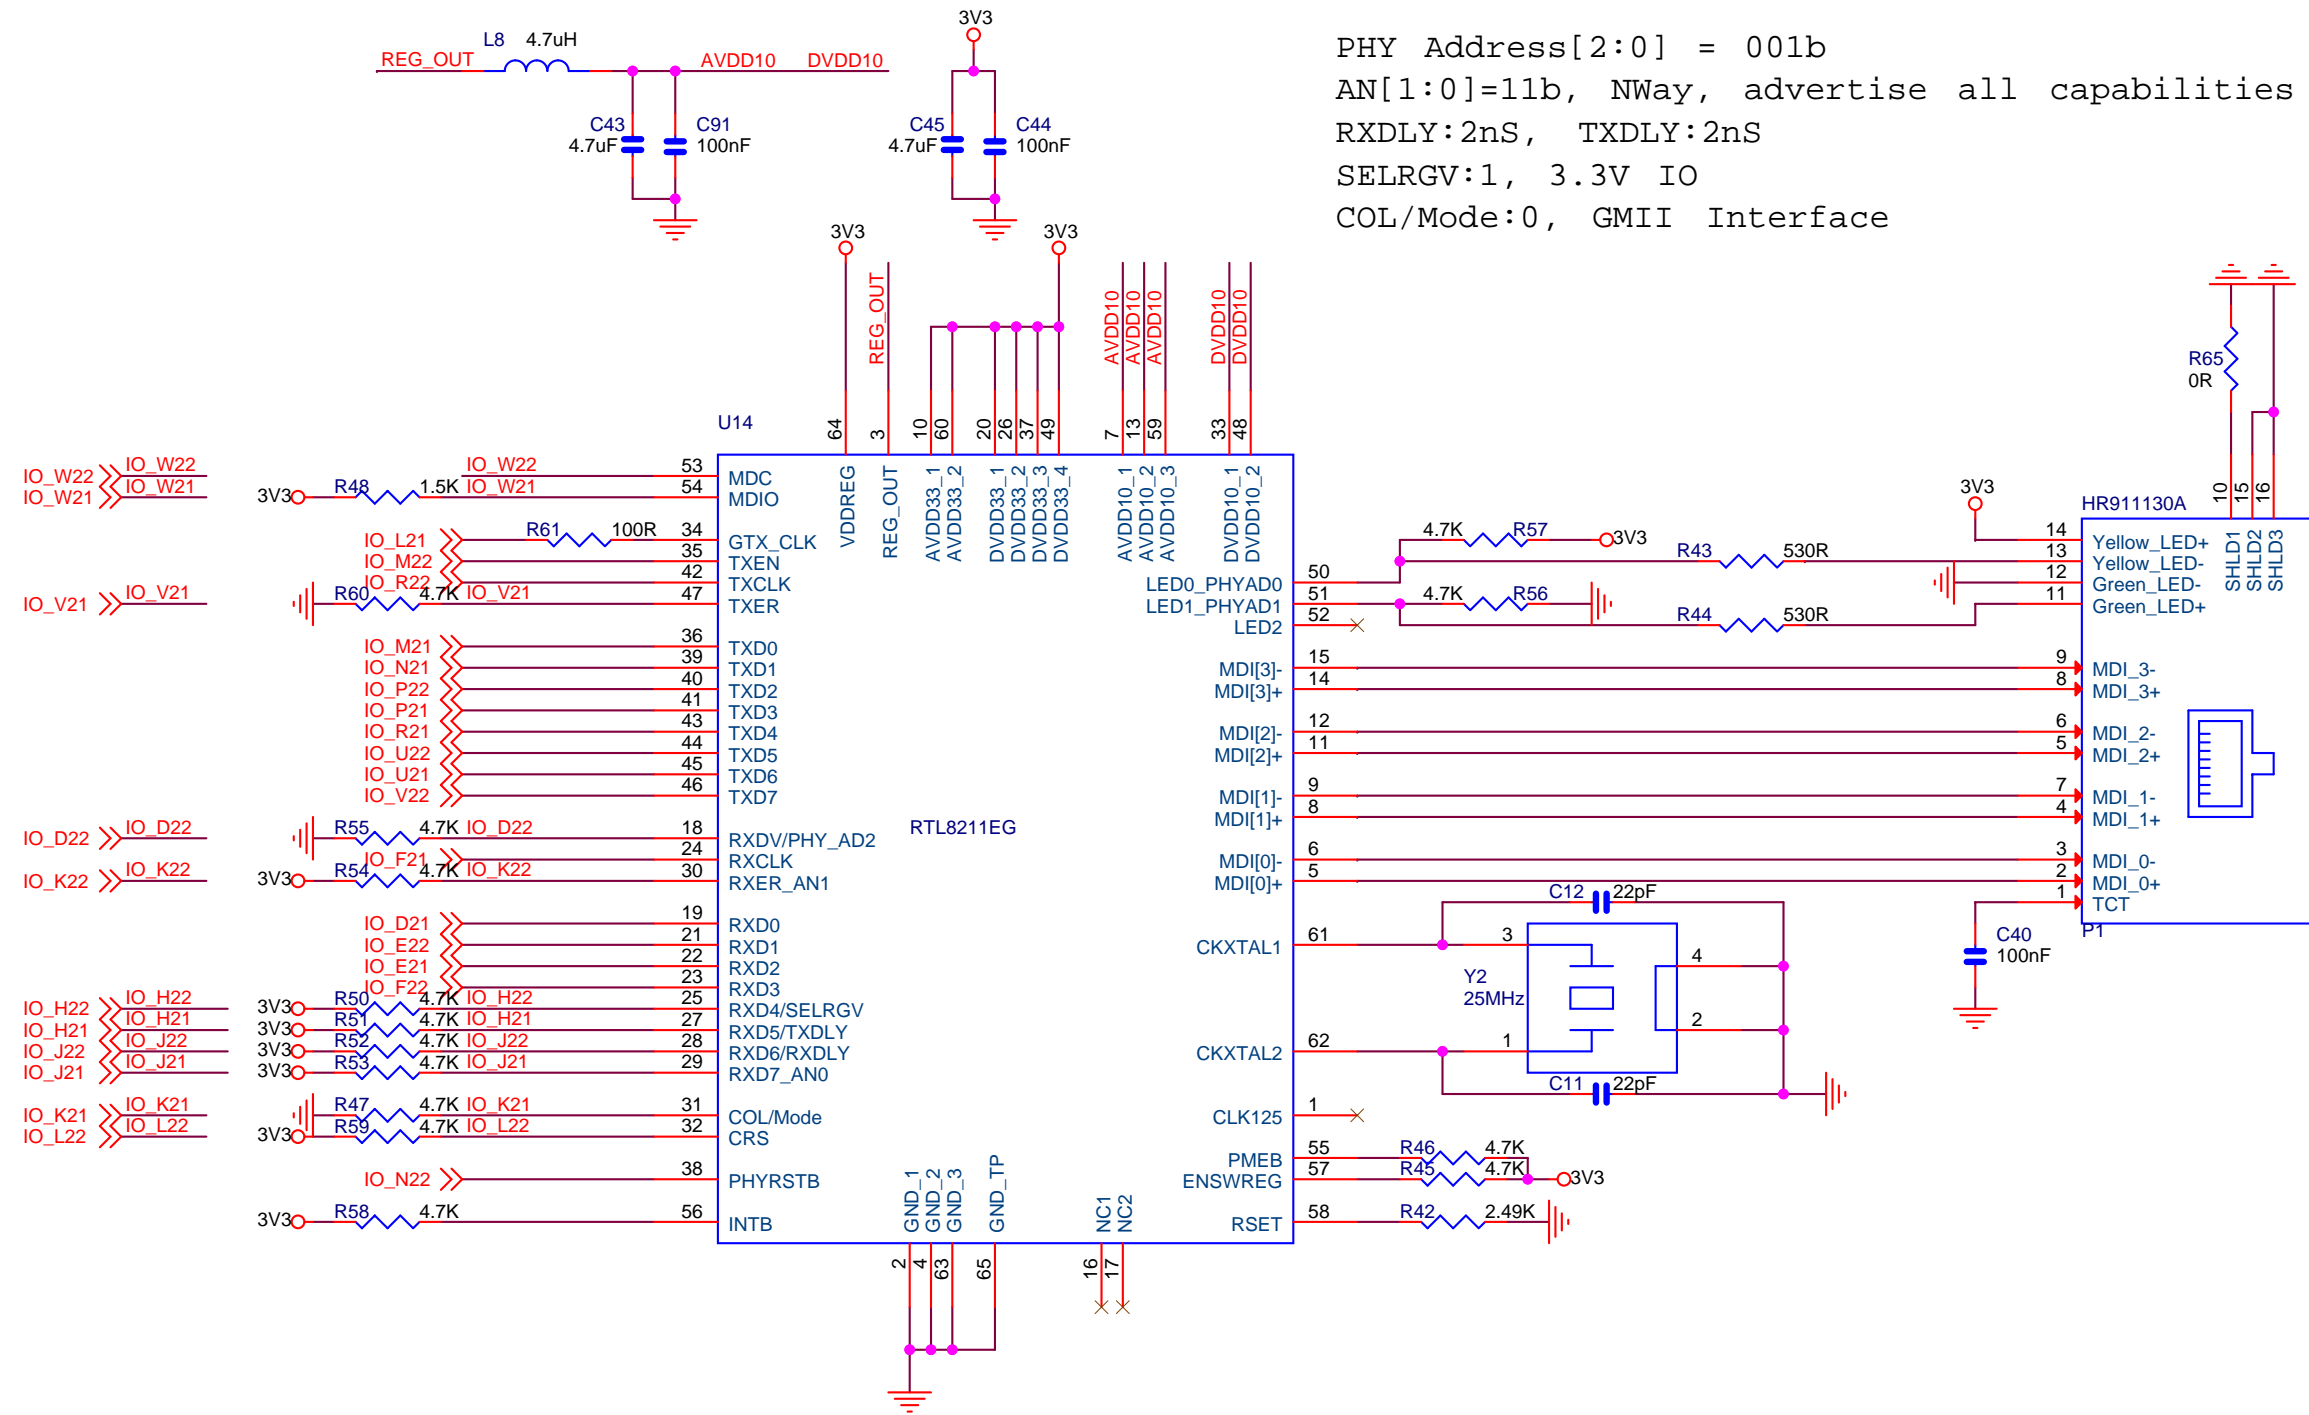 PHY Address[2:0] = 001b
AN[1:0]=11b, NWay, advertise all capabilities
RXDLY:2nS, TXDLY:2nS
SELRGV:1, 3.3V IO
COL/Mode:0, GMII Interface
REG_OUT L8 4.7uH AVDD10 DVDD10
C43 4.7uF
C91 100nF
3V3
C45 4.7uF
C44 100nF
3V3
REG_OUT
3V3
AVDD10
AVDD10
AVDD10
DVDD10
DVDD10
U14
64 VDDREG
3 REG_OUT
10 AVDD33_1
60 AVDD33_2
20 DVDD33_1
26 DVDD33_2
37 DVDD33_3
49 DVDD33_4
7 AVDD10_1
13 AVDD10_2
59 AVDD10_3
33 DVDD10_1
48 DVDD10_2
IO_W22 IO_W22 IO_W22 53 MDC
IO_W21 IO_W21 3V3 R48 1.5K IO_W21 54 MDIO
IO_L21 R61 100R 34 GTX_CLK
IO_M22 35 TXEN
IO_R22 42 TXCLK
IO_V21 IO_V21 R60 4.7K IO_V21 47 TXER
IO_M21 36 TXD0
IO_N21 39 TXD1
IO_P22 40 TXD2
IO_P21 41 TXD3
IO_R21 43 TXD4
IO_U22 44 TXD5
IO_U21 45 TXD6
IO_V22 46 TXD7
IO_D22 IO_D22 R55 4.7K IO_D22 18 RXDV/PHY_AD2
IO_F21 24 RXCLK
IO_K22 IO_K22 3V3 R54 4.7K IO_K22 30 RXER_AN1
IO_D21 19 RXD0
IO_E22 21 RXD1
IO_E21 22 RXD2
IO_F22 23 RXD3
IO_H22 IO_H22 3V3 R50 4.7K IO_H22 25 RXD4/SELRGV
IO_H21 IO_H21 3V3 R51 4.7K IO_H21 27 RXD5/TXDLY
IO_J22 IO_J22 3V3 R52 4.7K IO_J22 28 RXD6/RXDLY
IO_J21 IO_J21 3V3 R53 4.7K IO_J21 29 RXD7_AN0
IO_K21 IO_K21 R47 4.7K IO_K21 31 COL/Mode
IO_L22 IO_L22 3V3 R59 4.7K IO_L22 32 CRS
IO_N22 38 PHYRSTB
3V3 R58 4.7K 56 INTB
RTL8211EG
GND_1 2
GND_2 4
GND_3 63
GND_TP 65
NC1 16
NC2 17
LED0_PHYAD0 50 4.7K R57 3V3
R43 530R
LED1_PHYAD1 51 4.7K R56
R44 530R
LED2 52
MDI[3]- 15
MDI[3]+ 14
MDI[2]- 12
MDI[2]+ 11
MDI[1]- 9
MDI[1]+ 8
MDI[0]- 6
MDI[0]+ 5
CKXTAL1 61
CKXTAL2 62
CLK125 1
PMEB 55 R46 4.7K
ENSWREG 57 R45 4.7K 3V3
RSET 58 R42 2.49K
C12 22pF
3
4
Y2
25MHz
2
1
C11 22pF
R65
0R
10 SHLD1
15 SHLD2
16 SHLD3
3V3
HR911130A
14 Yellow_LED+
13 Yellow_LED-
12 Green_LED-
11 Green_LED+
9 MDI_3-
8 MDI_3+
6 MDI_2-
5 MDI_2+
7 MDI_1-
4 MDI_1+
3 MDI_0-
2 MDI_0+
1 TCT
P1
C40
100nF